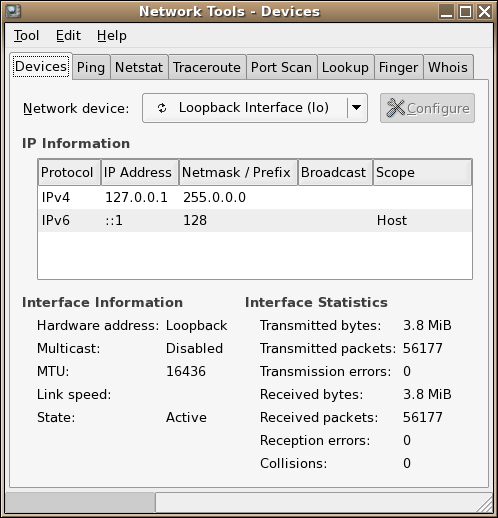 Network Tools - Devices
Tool Edit Help
Devices Ping Netstat Traceroute Port Scan Lookup Finger Whois
Network device: Loopback Interface (lo) Configure
IP Information
Protocol IP Address Netmask / Prefix Broadcast Scope
IPv4 127.0.0.1 255.0.0.0
IPv6 ::1 128 Host
Interface Information Interface Statistics
Hardware address: Loopback Transmitted bytes: 3.8 MiB
Multicast: Disabled Transmitted packets: 56177
MTU: 16436 Transmission errors: 0
Link speed: Received bytes: 3.8 MiB
State: Active Received packets: 56177
Reception errors: 0
Collisions: 0